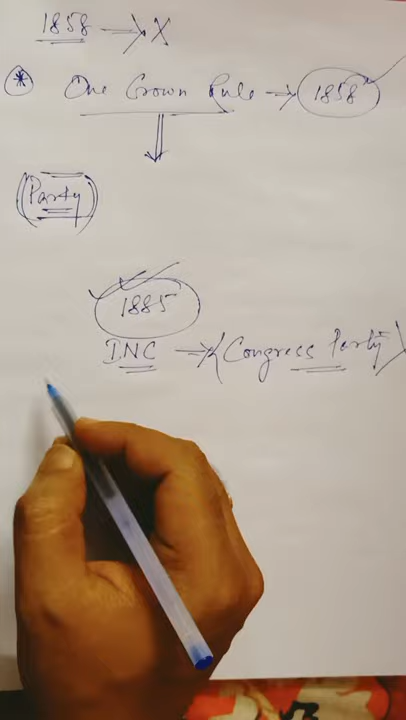 1858 → X
* One Crown Rule → 1858
(Party)
1885
INC → {Congress Party}